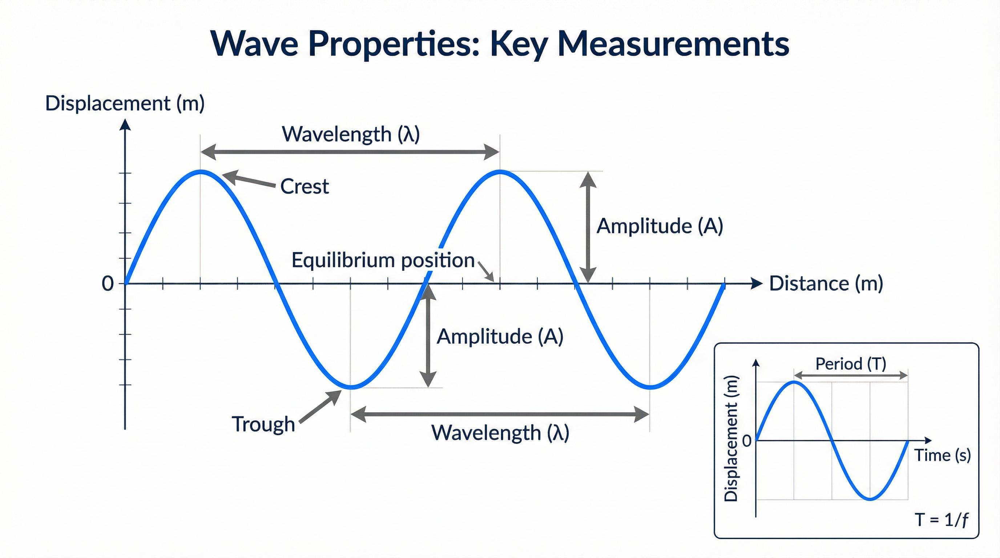 Wave Properties: Key Measurements
Displacement (m)
Wavelength (λ)
Crest
Amplitude (A)
Equilibrium position
0
Distance (m)
Amplitude (A)
Trough
Wavelength (λ)
Period (T)
Displacement (m)
0
Time (s)
T = 1/f